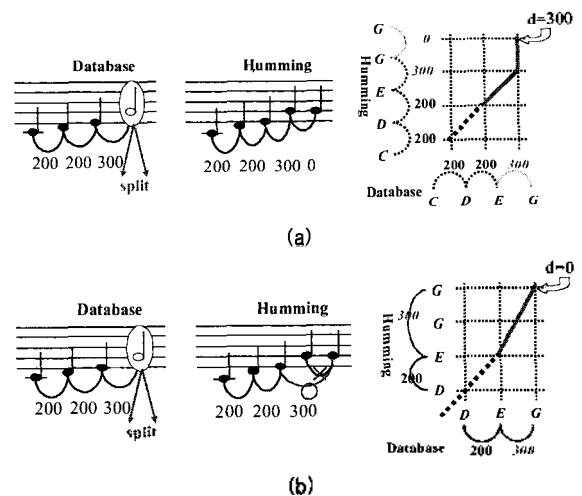 Database
Humming
200 200 300
split
200 200 300 0
d=300
Humming
G
G
E
D
C
0
300
200
200
200 200 300
Database
C D E G
(a)
Database
Humming
200 200 300
split
200 200 300
d=0
Humming
G
G
E
D
300
200
D E G
Database
200 300
(b)